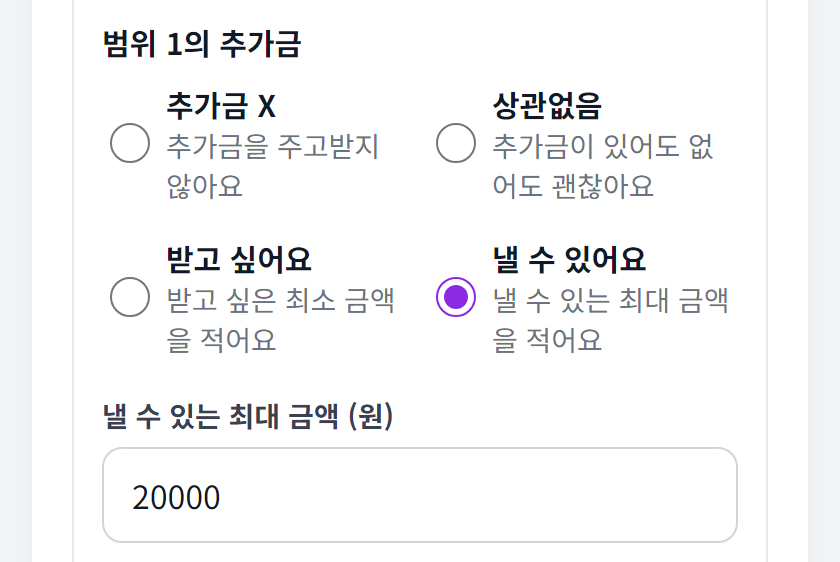 범위 1의 추가금
추가금 X
추가금을 주고받지
않아요
상관없음
추가금이 있어도 없
어도 괜찮아요
받고 싶어요
받고 싶은 최소 금액
을 적어요
낼 수 있어요
낼 수 있는 최대 금액
을 적어요
낼 수 있는 최대 금액 (원)
20000